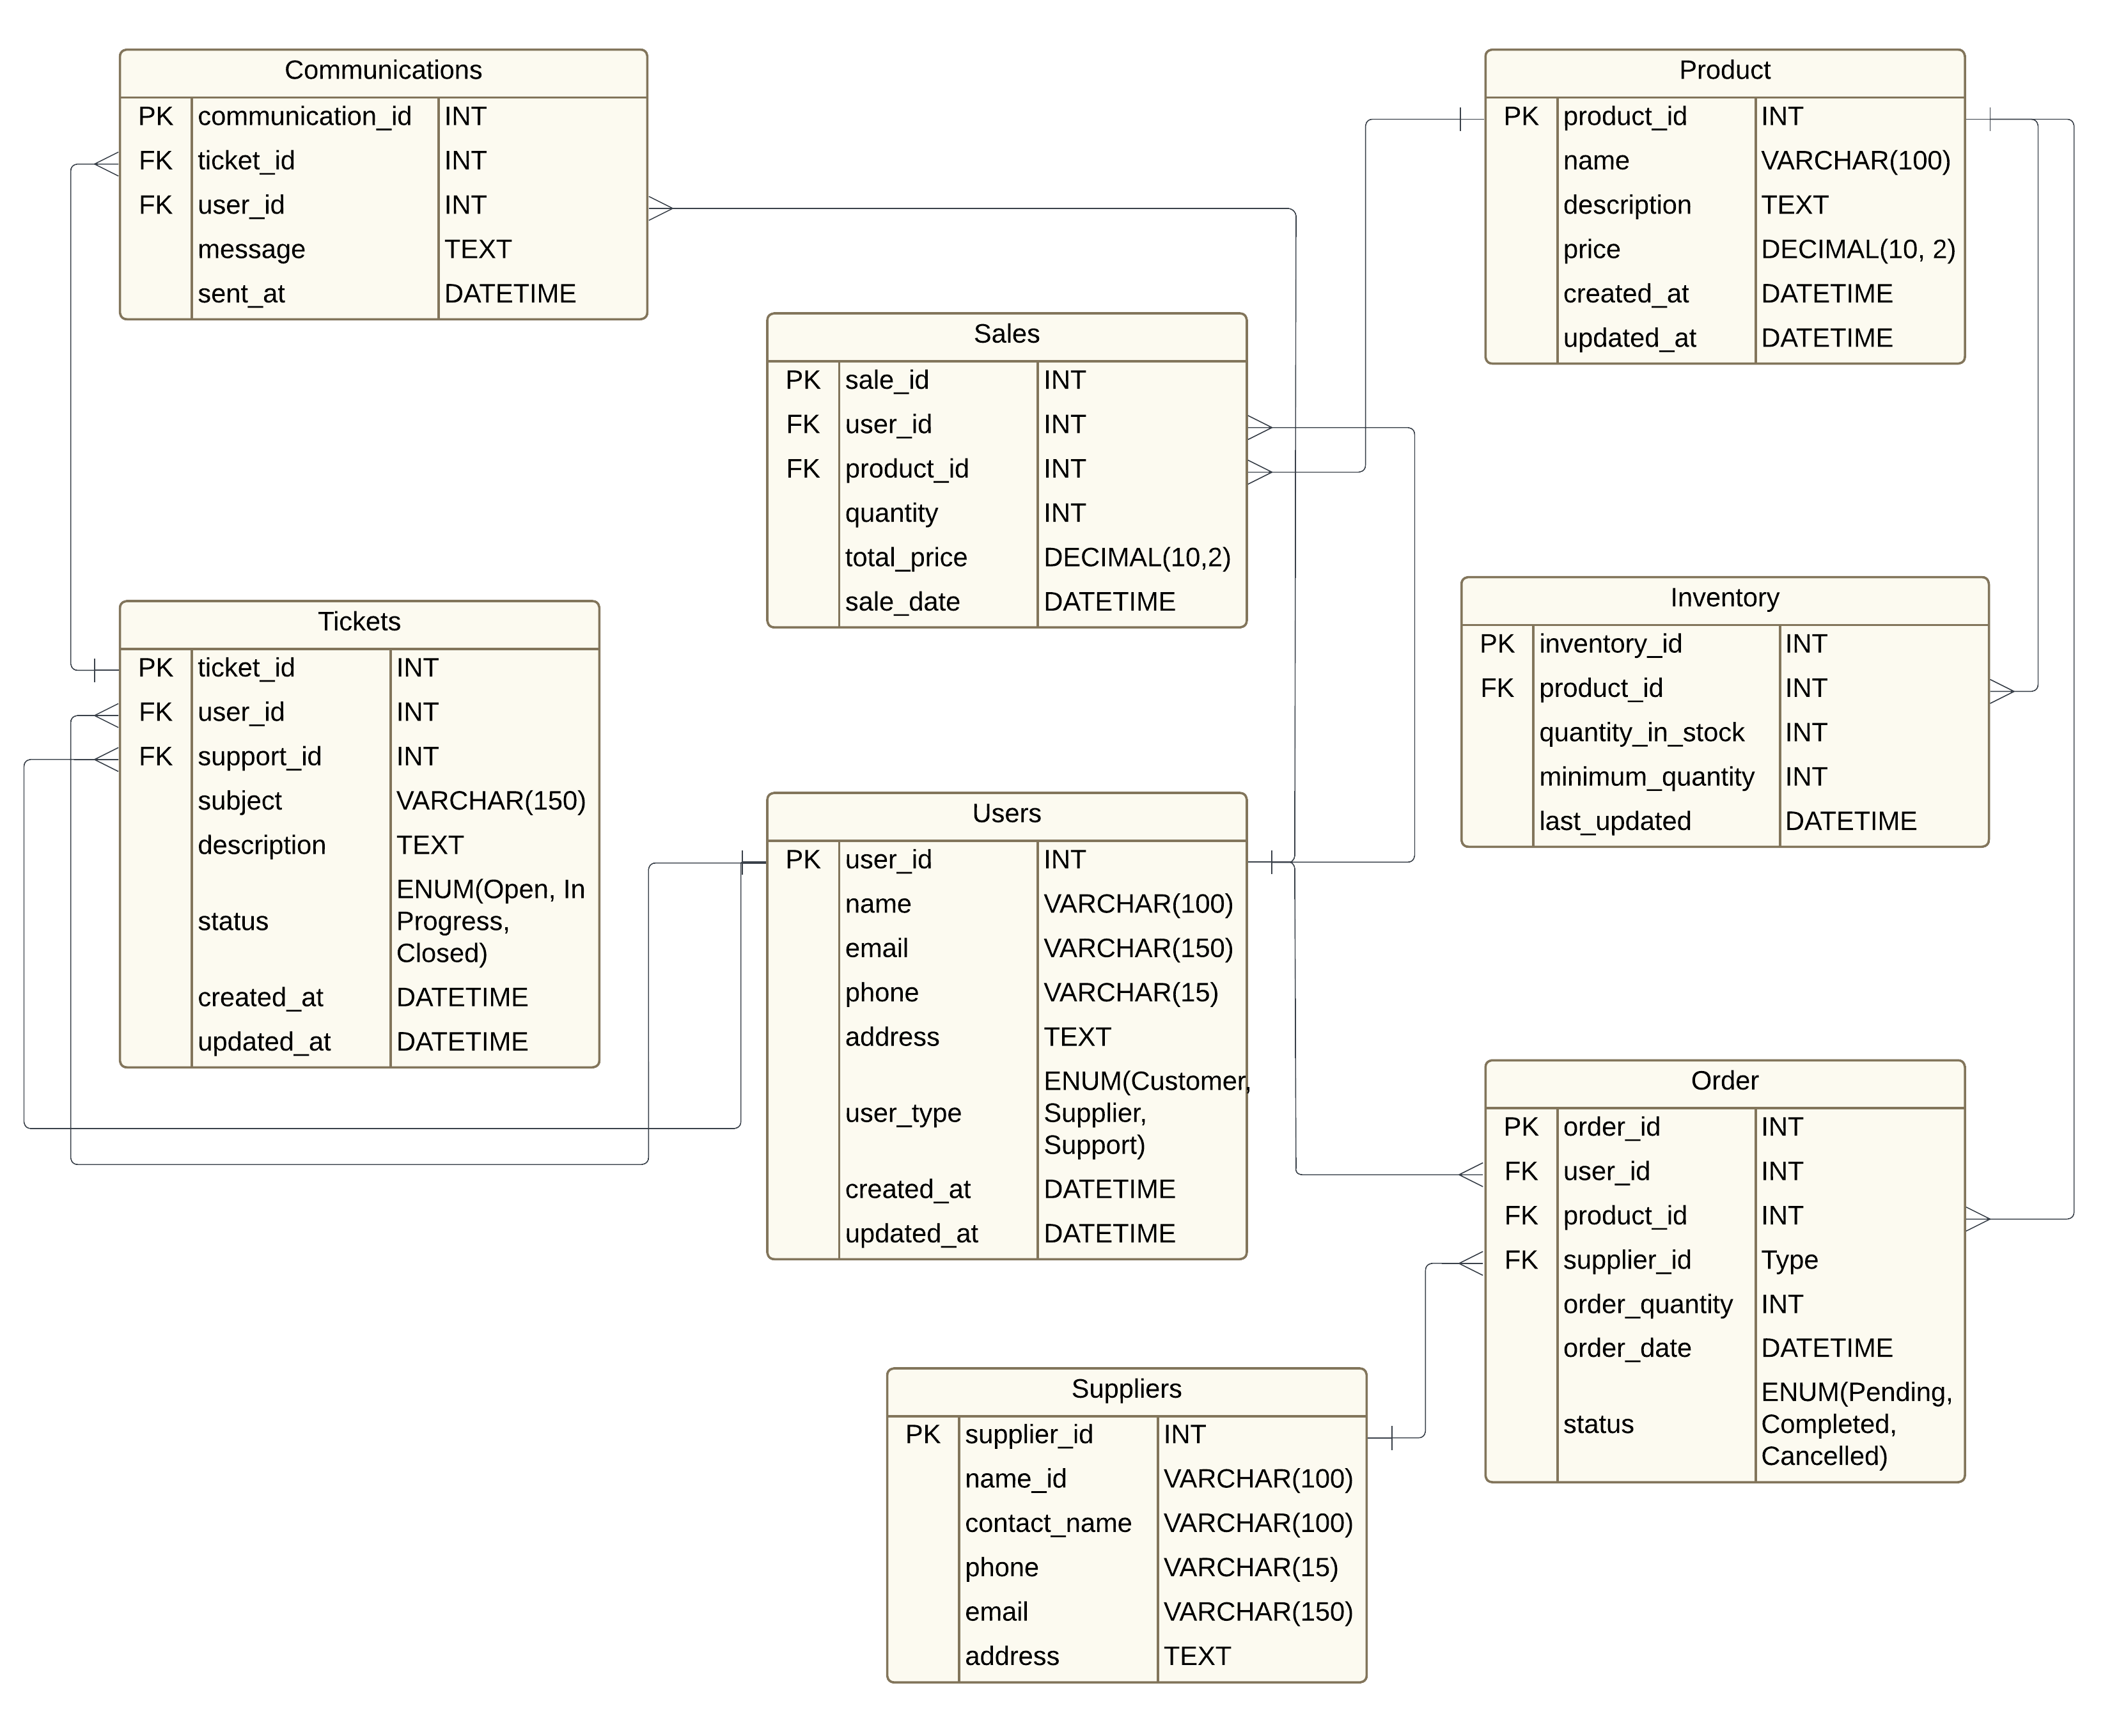 Communications
PK communication_id INT
FK ticket_id INT
FK user_id INT
message TEXT
sent_at DATETIME
Product
PK product_id INT
name VARCHAR(100)
description TEXT
price DECIMAL(10, 2)
created_at DATETIME
updated_at DATETIME
Sales
PK sale_id INT
FK user_id INT
FK product_id INT
quantity INT
total_price DECIMAL(10,2)
sale_date DATETIME
Tickets
PK ticket_id INT
FK user_id INT
FK support_id INT
subject VARCHAR(150)
description TEXT
status ENUM(Open, In
Progress,
Closed)
created_at DATETIME
updated_at DATETIME
Inventory
PK inventory_id INT
FK product_id INT
quantity_in_stock INT
minimum_quantity INT
last_updated DATETIME
Users
PK user_id INT
name VARCHAR(100)
email VARCHAR(150)
phone VARCHAR(15)
address TEXT
user_type ENUM(Customer,
Supplier,
Support)
created_at DATETIME
updated_at DATETIME
Order
PK order_id INT
FK user_id INT
FK product_id INT
FK supplier_id Type
order_quantity INT
order_date DATETIME
status ENUM(Pending,
Completed,
Cancelled)
Suppliers
PK supplier_id INT
name_id VARCHAR(100)
contact_name VARCHAR(100)
phone VARCHAR(15)
email VARCHAR(150)
address TEXT